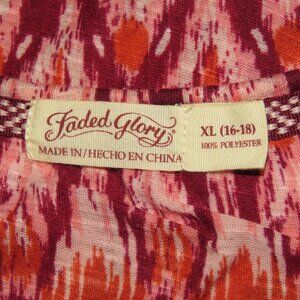 Faded Glory
MADE IN/HECHO EN CHINA
XL (16-18)
100% POLYESTER